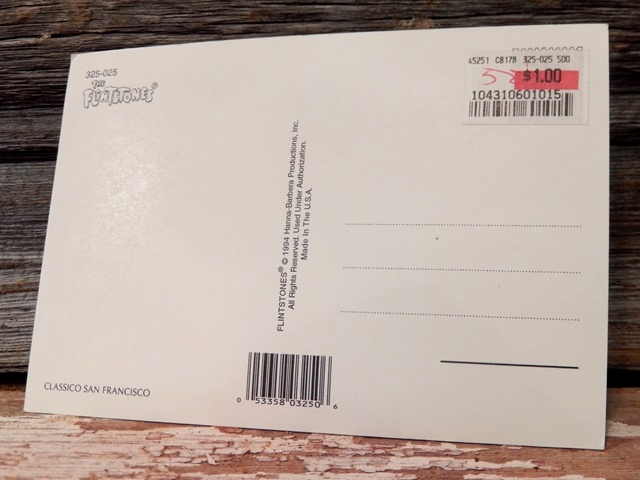 325-025
THE
FLINTSTONES®
45251 C8178 325-025 500
$1.00
104310601015
FLINTSTONES® © 1994 Hanna-Barbera Productions, Inc.
All Rights Reserved. Used Under Authorization.
Made In The U.S.A.
CLASSICO SAN FRANCISCO
0 53358 03250 6